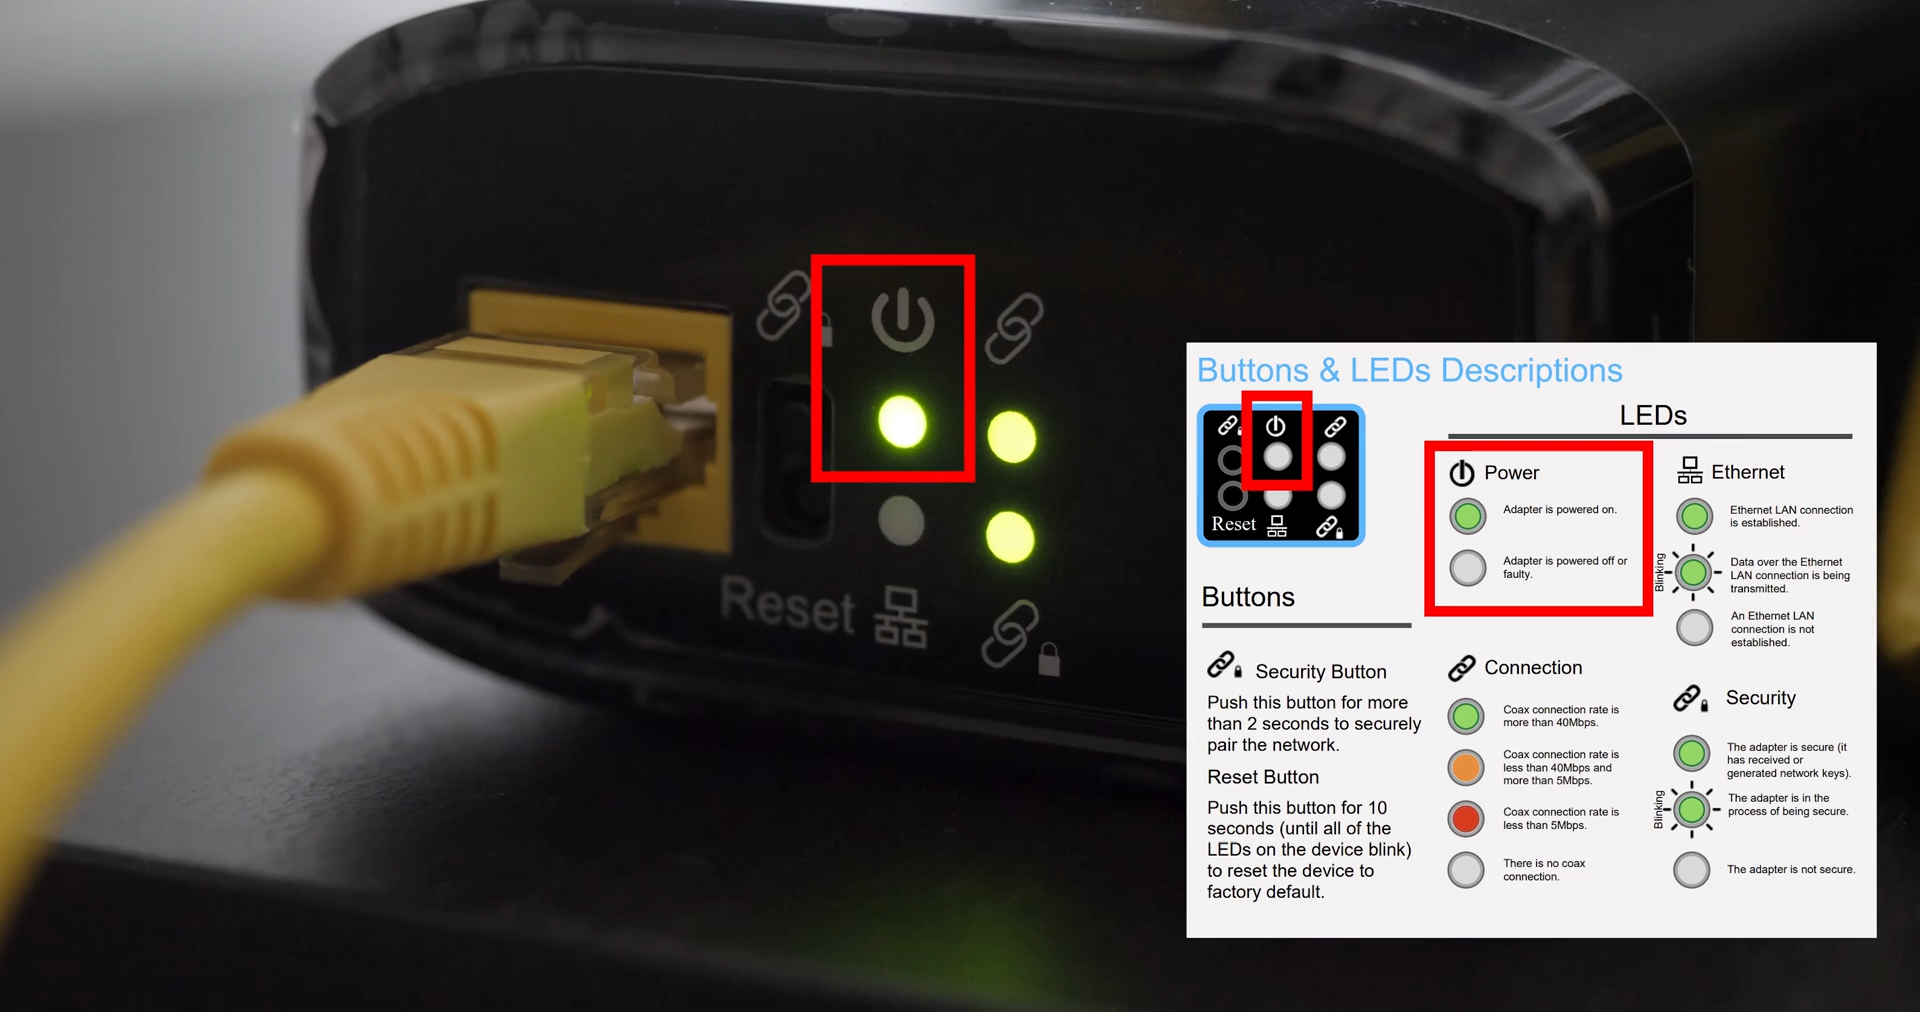 Reset
Buttons & LEDs Descriptions
Reset
LEDs
Power
Adapter is powered on.
Adapter is powered off or
faulty.
Ethernet
Ethernet LAN connection
is established.
Blinking
Data over the Ethernet
LAN connection is being
transmitted.
An Ethernet LAN
connection is not
established.
Buttons
Security Button
Push this button for more
than 2 seconds to securely
pair the network.
Reset Button
Push this button for 10
seconds (until all of the
LEDs on the device blink)
to reset the device to
factory default.
Connection
Coax connection rate is
more than 40Mbps.
Coax connection rate is
less than 40Mbps and
more than 5Mbps.
Coax connection rate is
less than 5Mbps.
There is no coax
connection.
Security
The adapter is secure (it
has received or
generated network keys).
Blinking
The adapter is in the
process of being secure.
The adapter is not secure.